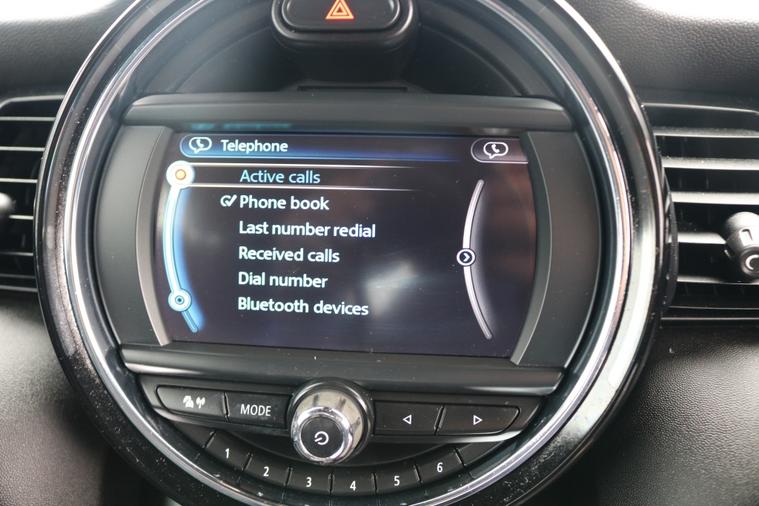 Telephone
Active calls
Phone book
Last number redial
Received calls
Dial number
Bluetooth devices
MODE
1 2 3 4 5 6